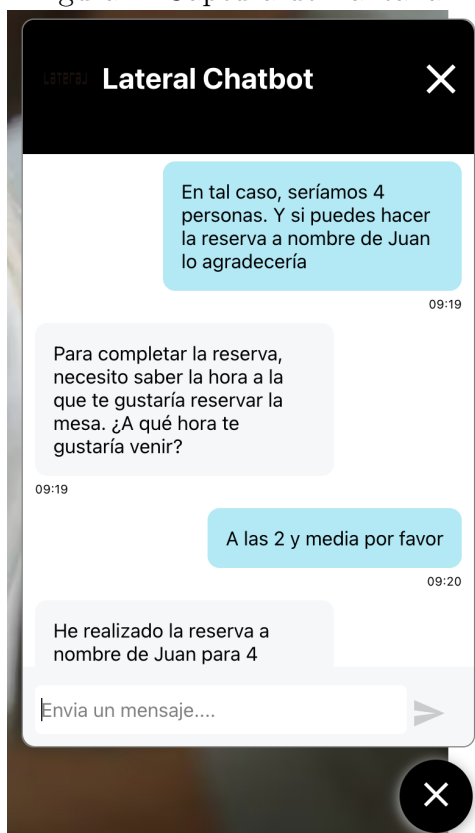 Lateral Chatbot
En tal caso, seríamos 4
personas. Y si puedes hacer
la reserva a nombre de Juan
lo agradecería
09:19
Para completar la reserva,
necesito saber la hora a la
que te gustaría reservar la
mesa. ¿A qué hora te
gustaría venir?
09:19
A las 2 y media por favor
09:20
He realizado la reserva a
nombre de Juan para 4
Envia un mensaje....